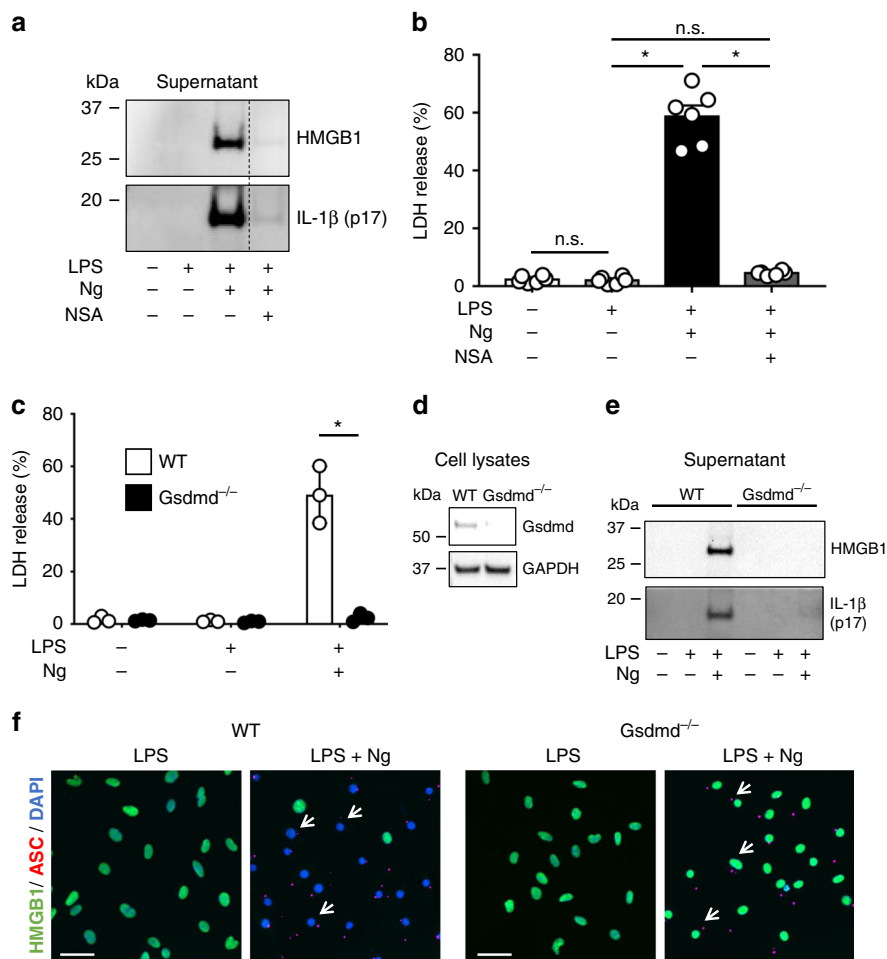 a
kDa Supernatant
37 –
HMGB1
25 –
20 –
IL-1β (p17)
LPS – + + +
Ng – – + +
NSA – – – +
b
n.s.
* *
80
60
40
20
0
LDH release (%)
n.s.
LPS – + + +
Ng – – + +
NSA – – – +
c
80
60
40
20
0
LDH release (%)
WT
Gsdmd–/–
*
LPS – + +
Ng – – +
d
Cell lysates
kDa WT Gsdmd–/–
Gsdmd
50 –
37 – GAPDH
e
Supernatant
WT Gsdmd–/–
kDa
37 –
HMGB1
25 –
20 –
IL-1β
(p17)
LPS – + + – + +
Ng – – + – – +
f
WT Gsdmd–/–
LPS LPS + Ng LPS LPS + Ng
HMGB1/ ASC / DAPI